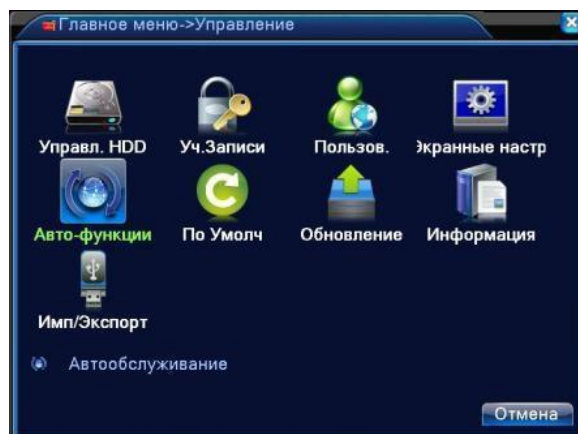 Главное меню->Управление
Управл. HDD Уч.Записи Пользов. Экранные настр
Авто-функции По Умолч Обновление Информация
Имп/Экспорт
Автообслуживание
Отмена